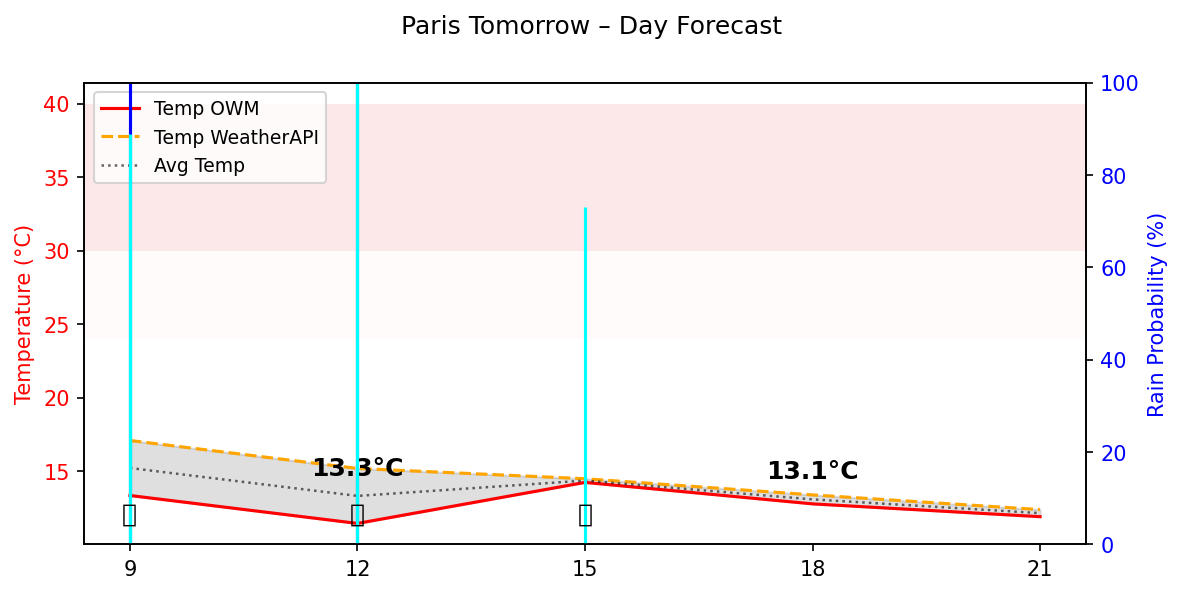 Paris Tomorrow – Day Forecast
Temp OWM
Temp WeatherAPI
Avg Temp
Temperature (°C)
40
35
30
25
20
15
100
80
60
40
20
0
Rain Probability (%)
13.3°C
13.1°C
9
12
15
18
21